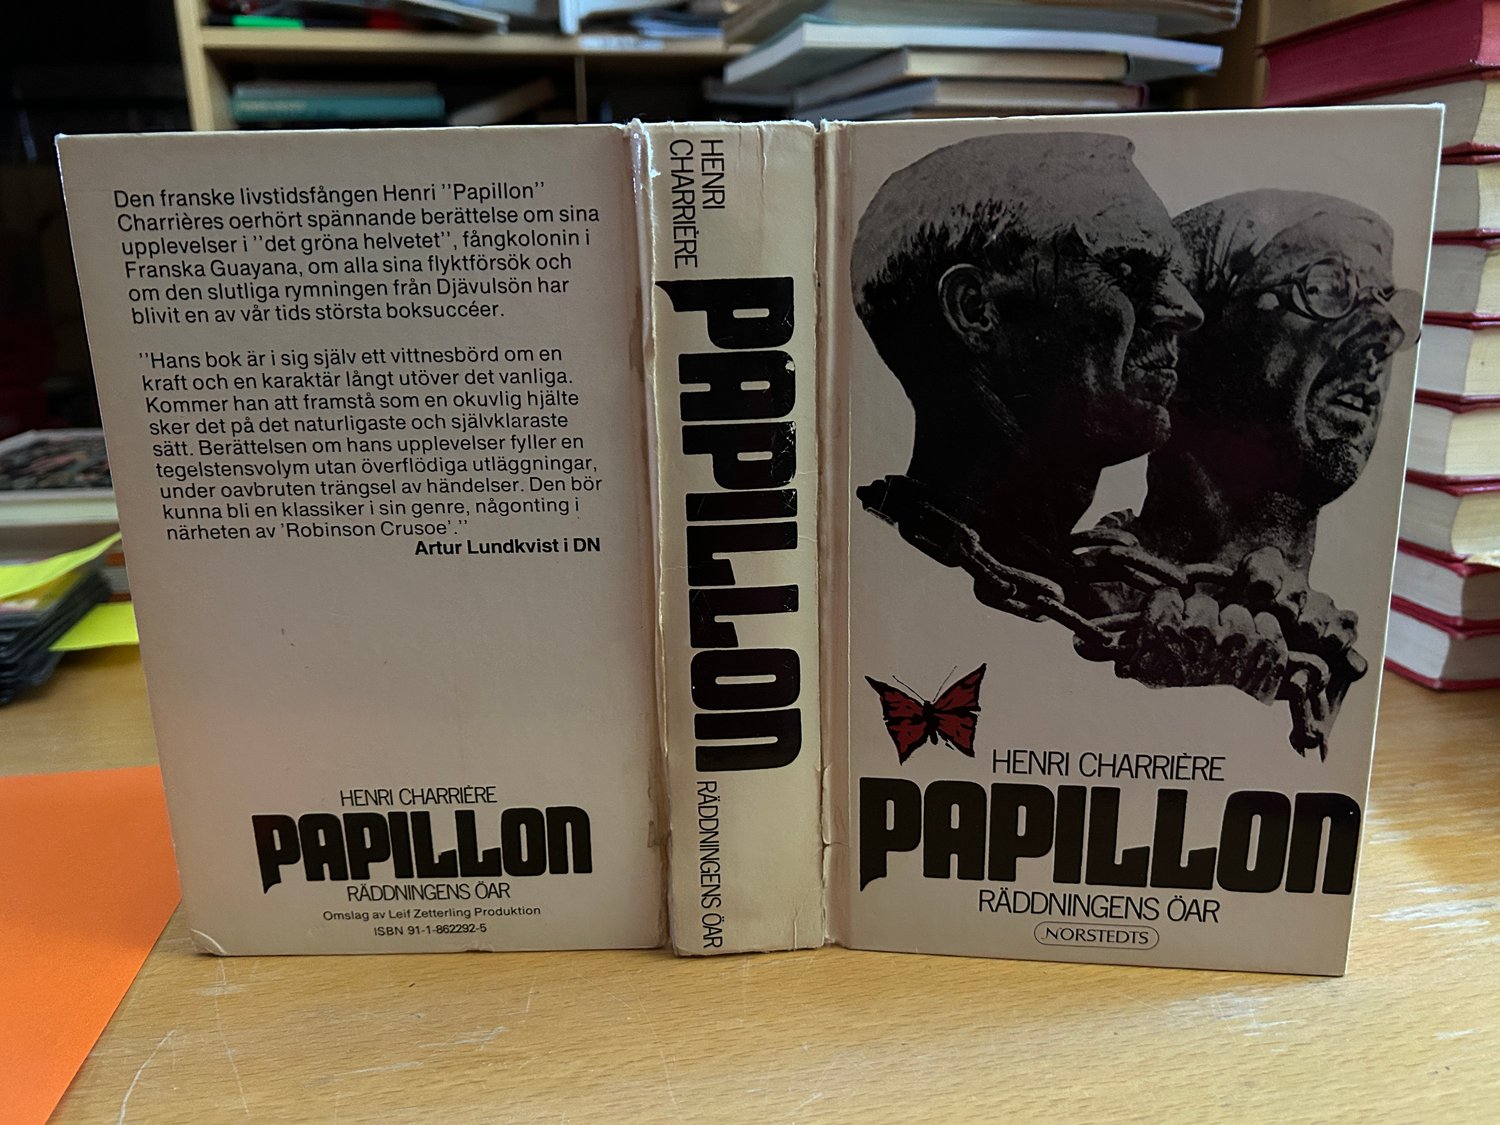 Den franske livstidsfången Henri ''Papillon''
Charrières oerhört spännande berättelse om sina
upplevelser i ''det gröna helvetet'', fångkolonin i
Franska Guayana, om alla sina flyktförsök och
om den slutliga rymningen från Djävulsön har
blivit en av vår tids största boksuccéer.
''Hans bok är i sig själv ett vittnesbörd om en
kraft och en karaktär långt utöver det vanliga.
Kommer han att framstå som en okuvlig hjälte
sker det på det naturligaste och självklaraste
sätt. Berättelsen om hans upplevelser fyller en
tegelstensvolym utan överflödiga utläggningar,
under oavbruten trängsel av händelser. Den bör
kunna bli en klassiker i sin genre, någonting i
närheten av 'Robinson Crusoe'.''
Artur Lundkvist i DN
HENRI CHARRIÈRE
PAPILLON
RÄDDNINGENS ÖAR
Omslag av Leif Zetterling Produktion
ISBN 91-1-862292-5
HENRI
CHARRIÈRE
PAPILLON
RÄDDNINGENS ÖAR
HENRI CHARRIÈRE
PAPILLON
RÄDDNINGENS ÖAR
NORSTEDTS